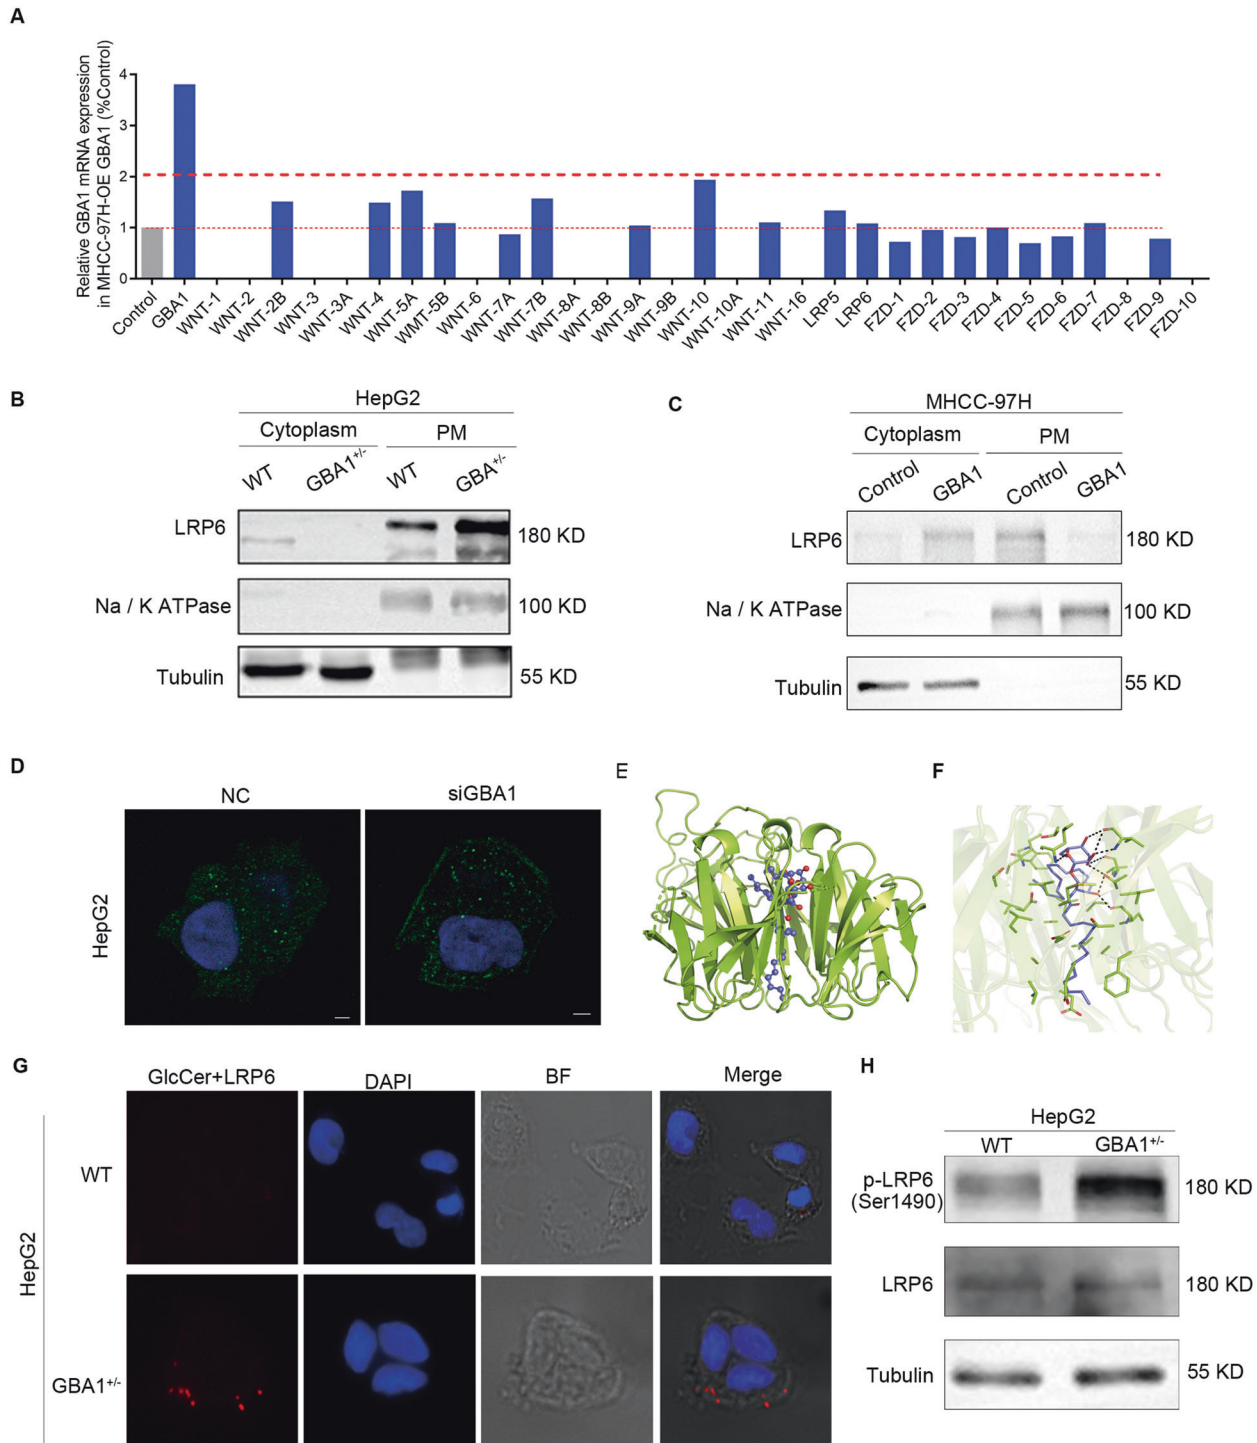 A
Relative GBA1 mRNA expression
in MHCC-97H-OE GBA1 (%Control)
4
3
2
1
0
Control
GBA1
WNT-1
WNT-2
WNT-2B
WNT-3
WNT-3A
WNT-4
WNT-5A
WMT-5B
WNT-6
WNT-7A
WNT-7B
WNT-8A
WNT-8B
WNT-9A
WNT-9B
WNT-10
WNT-10A
WNT-11
WNT-16
LRP5
LRP6
FZD-1
FZD-2
FZD-3
FZD-4
FZD-5
FZD-6
FZD-7
FZD-8
FZD-9
FZD-10
B
HepG2
Cytoplasm PM
WT GBA1+/- WT GBA+/-
LRP6 180 KD
Na / K ATPase 100 KD
Tubulin 55 KD
C
MHCC-97H
Cytoplasm PM
Control GBA1 Control GBA1
LRP6 180 KD
Na / K ATPase 100 KD
Tubulin 55 KD
D
NC siGBA1
HepG2
E
F
G
GlcCer+LRP6 DAPI BF Merge
HepG2
WT
GBA1+/-
H
HepG2
WT GBA1+/-
p-LRP6
(Ser1490) 180 KD
LRP6 180 KD
Tubulin 55 KD